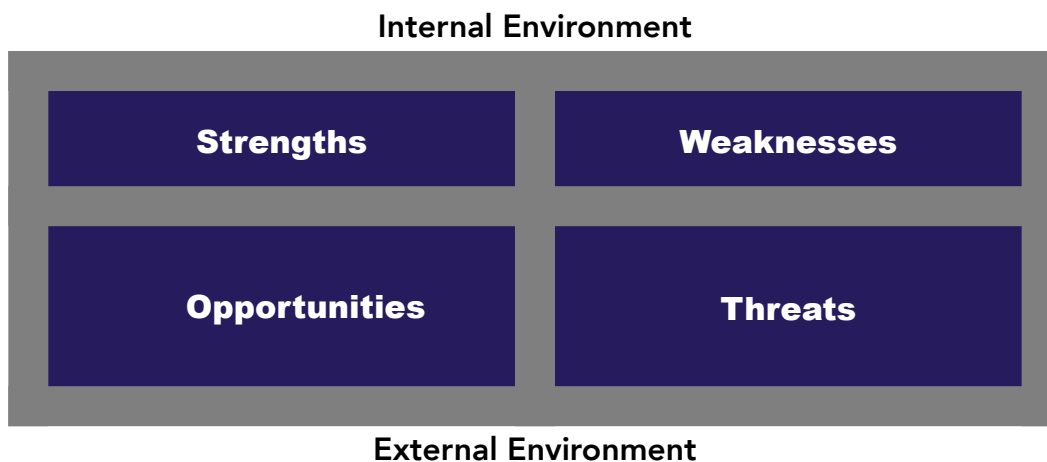 Internal Environment
Strengths
Weaknesses
Opportunities
Threats
External Environment